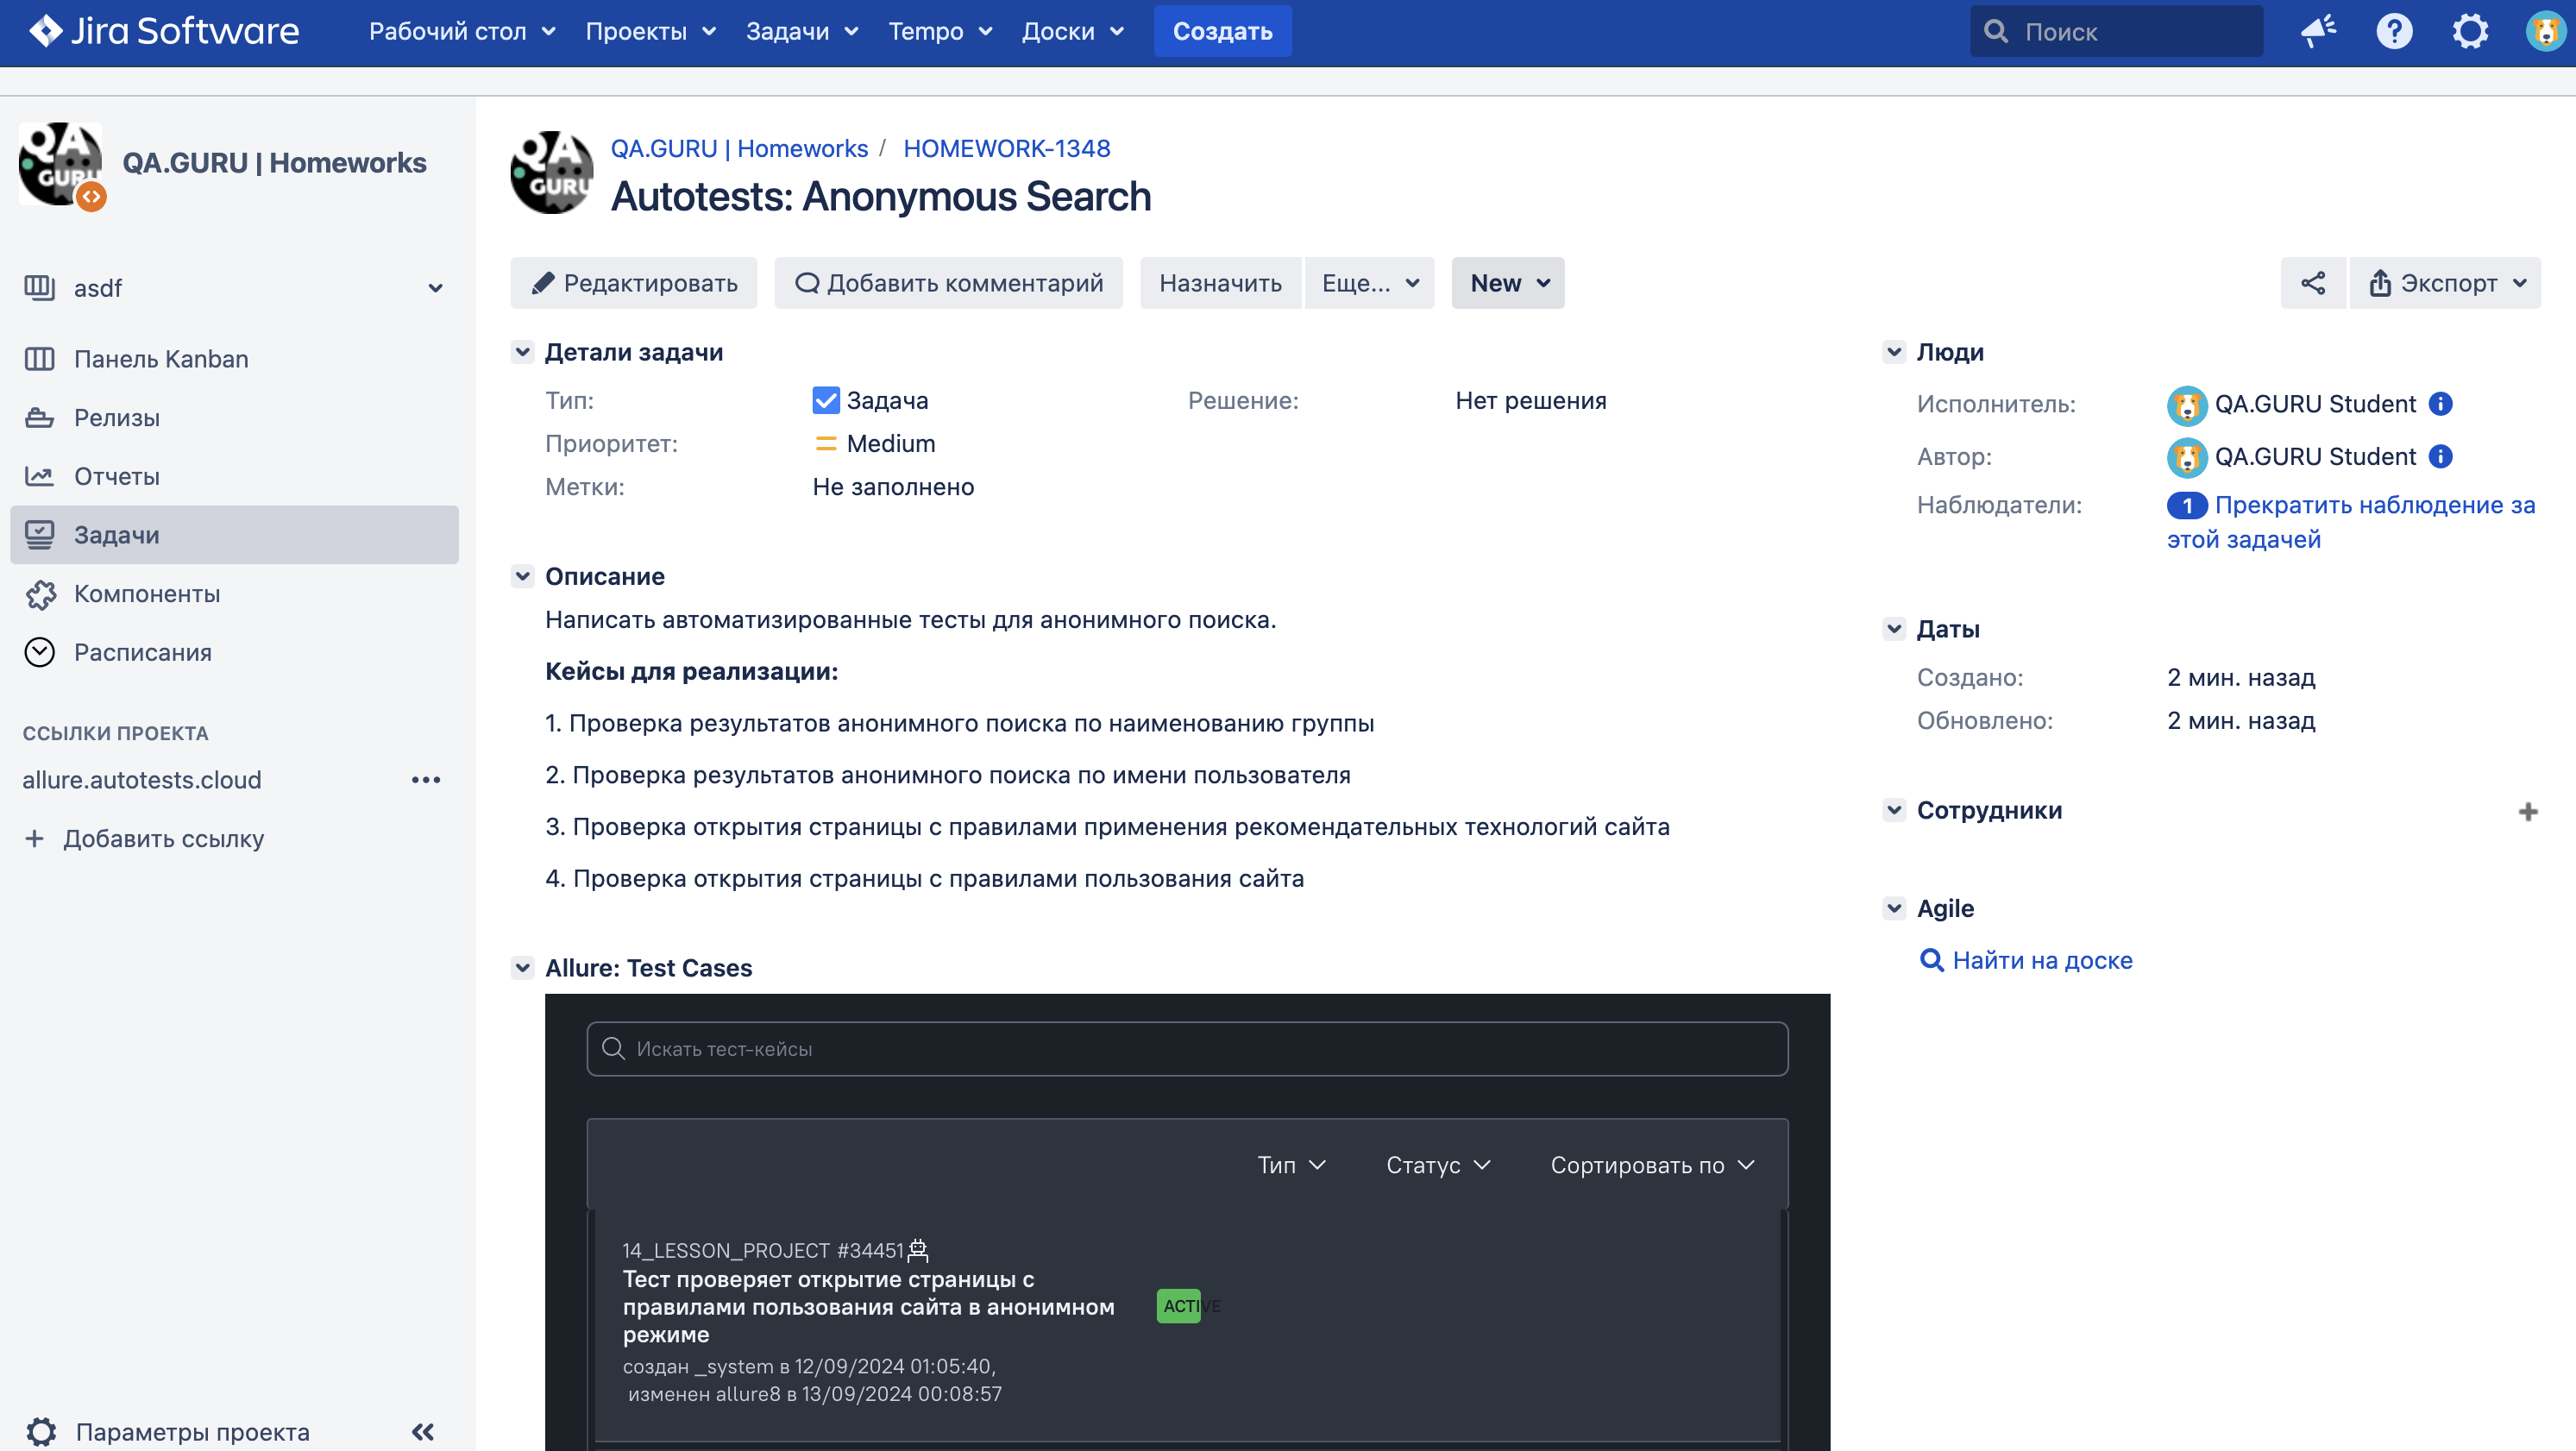 Jira Software
Рабочий стол
Проекты
Задачи
Tempo
Доски
Создать
Поиск
QA GURU
QA.GURU | Homeworks
asdf
Панель Kanban
Релизы
Отчеты
Задачи
Компоненты
Расписания
ССЫЛКИ ПРОЕКТА
allure.autotests.cloud
Добавить ссылку
Параметры проекта
QA GURU
QA.GURU | Homeworks / HOMEWORK-1348
Autotests: Anonymous Search
Редактировать
Добавить комментарий
Назначить
Еще...
New
Экспорт
Детали задачи
Тип: Задача
Решение: Нет решения
Приоритет: Medium
Метки: Не заполнено
Описание
Написать автоматизированные тесты для анонимного поиска.
Кейсы для реализации:
1. Проверка результатов анонимного поиска по наименованию группы
2. Проверка результатов анонимного поиска по имени пользователя
3. Проверка открытия страницы с правилами применения рекомендательных технологий сайта
4. Проверка открытия страницы с правилами пользования сайта
Allure: Test Cases
Искать тест-кейсы
Тип
Статус
Сортировать по
14_LESSON_PROJECT #34451
Тест проверяет открытие страницы с
правилами пользования сайта в анонимном
режиме
ACTIVE
создан _system в 12/09/2024 01:05:40,
изменен allure8 в 13/09/2024 00:08:57
Люди
Исполнитель: QA.GURU Student
Автор: QA.GURU Student
Наблюдатели: 1 Прекратить наблюдение за
этой задачей
Даты
Создано: 2 мин. назад
Обновлено: 2 мин. назад
Сотрудники
Agile
Найти на доске